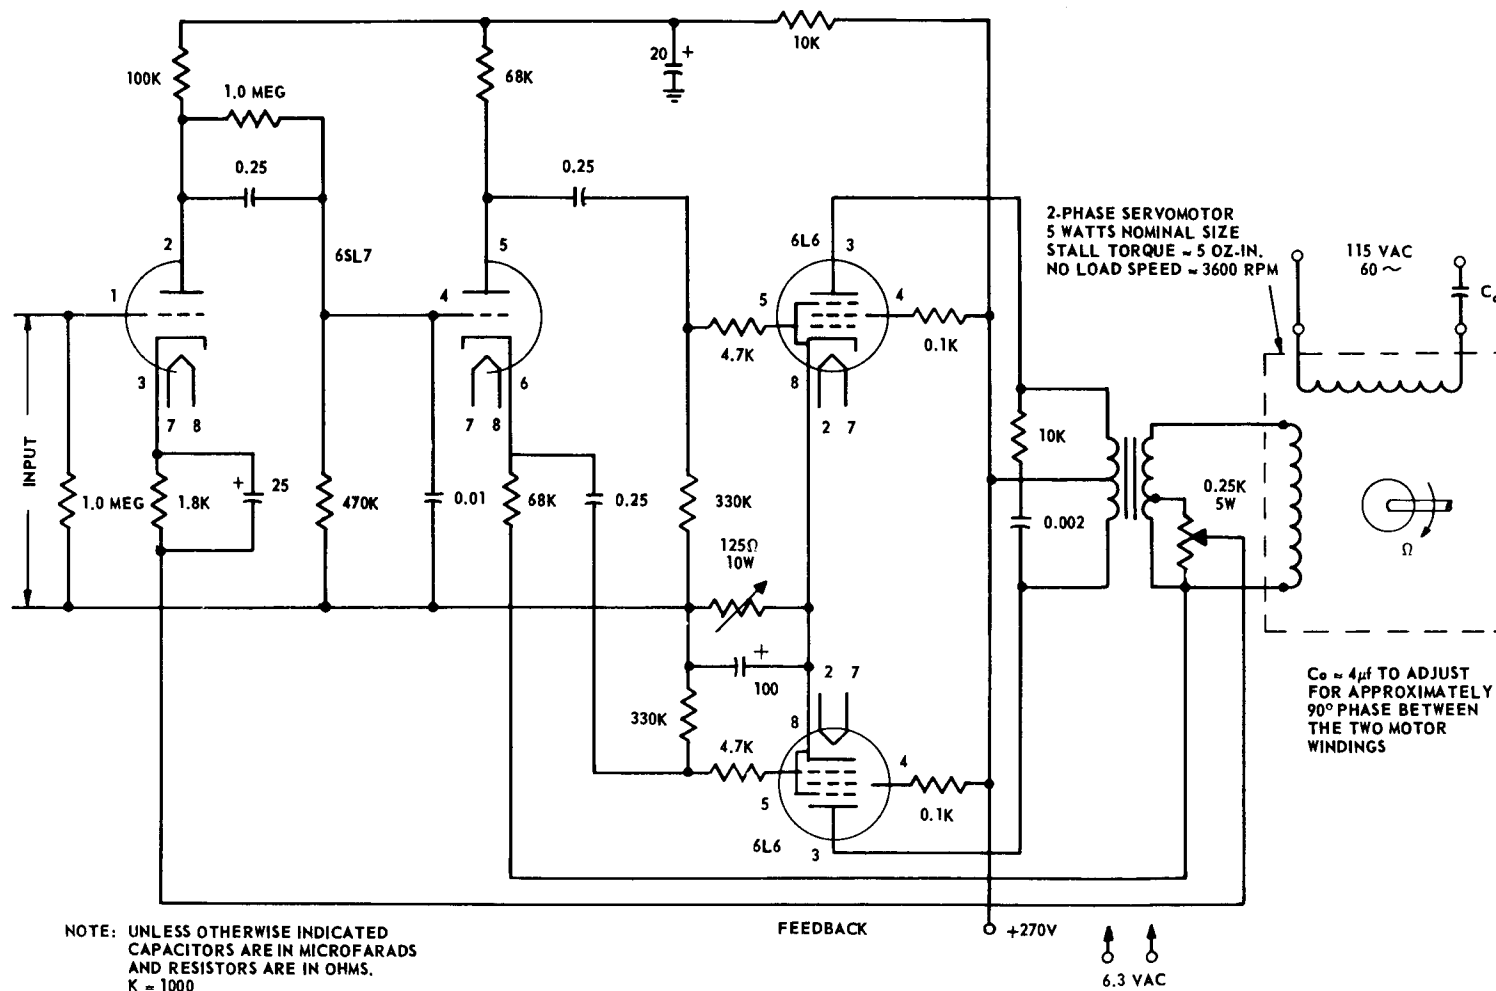 10K
20 +
100K
68K
1.0 MEG
0.25
0.25
2-PHASE SERVOMOTOR
5 WATTS NOMINAL SIZE
STALL TORQUE ≈ 5 OZ-IN.
NO LOAD SPEED ≈ 3600 RPM
115 VAC
60 ~
2
6SL7
5
6L6
3
1
4
5
4
4.7K
0.1K
3
6
8
7 8
7 8
2 7
INPUT
1.0 MEG
1.8K
+
25
470K
0.01
68K
0.25
330K
10K
0.002
0.25K
5W
Ω
125Ω
10W
+
100
2 7
330K
8
4.7K
4
5
0.1K
6L6
3
Co ≈ 4μf TO ADJUST
FOR APPROXIMATELY
90° PHASE BETWEEN
THE TWO MOTOR
WINDINGS
NOTE: UNLESS OTHERWISE INDICATED
CAPACITORS ARE IN MICROFARADS
AND RESISTORS ARE IN OHMS.
K = 1000
FEEDBACK
+270V
6.3 VAC